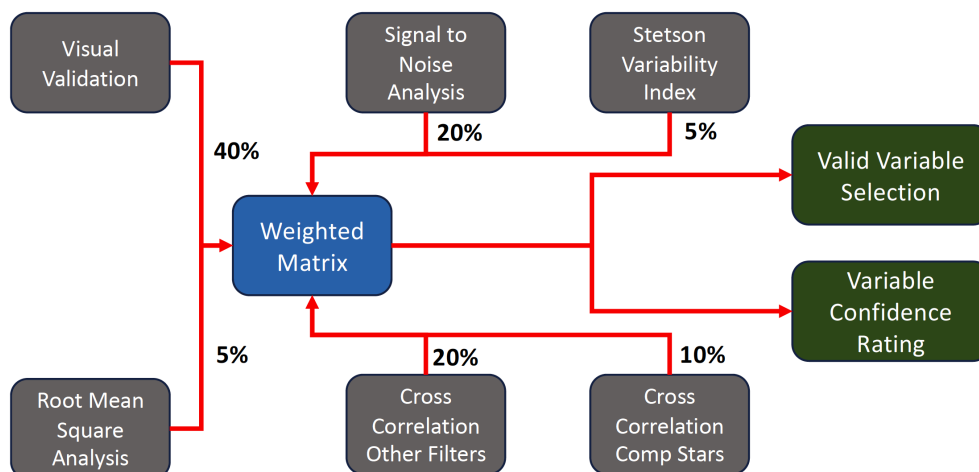 Visual
Validation
Signal to
Noise
Analysis
Stetson
Variability
Index
20%
5%
40%
Valid Variable
Selection
Weighted
Matrix
Variable
Confidence
Rating
5%
20%
10%
Root Mean
Square
Analysis
Cross
Correlation
Other Filters
Cross
Correlation
Comp Stars